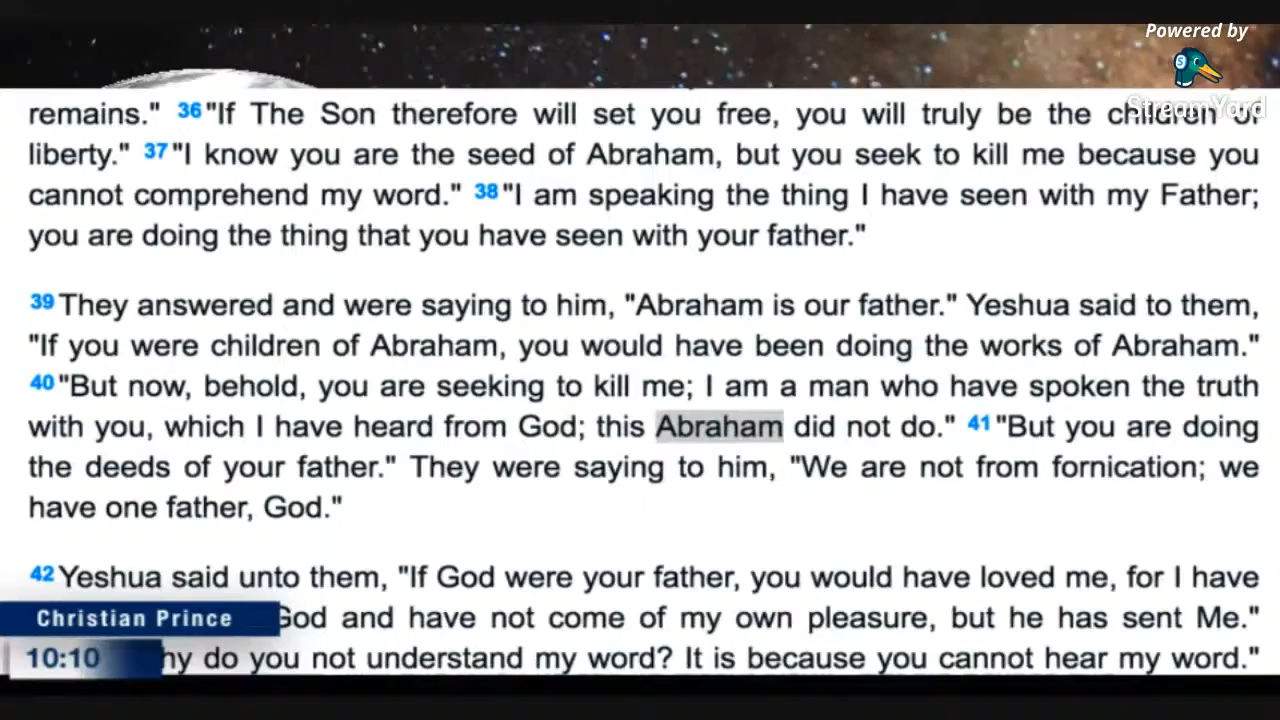 Powered by
StreamYard
remains." 36 "If The Son therefore will set you free, you will truly be the children of
liberty." 37 "I know you are the seed of Abraham, but you seek to kill me because you
cannot comprehend my word." 38 "I am speaking the thing I have seen with my Father;
you are doing the thing that you have seen with your father."
39 They answered and were saying to him, "Abraham is our father." Yeshua said to them,
"If you were children of Abraham, you would have been doing the works of Abraham."
40 "But now, behold, you are seeking to kill me; I am a man who have spoken the truth
with you, which I have heard from God; this Abraham did not do." 41 "But you are doing
the deeds of your father." They were saying to him, "We are not from fornication; we
have one father, God."
42 Yeshua said unto them, "If God were your father, you would have loved me, for I have
God and have not come of my own pleasure, but he has sent Me."
hy do you not understand my word? It is because you cannot hear my word."
Christian Prince
10:10